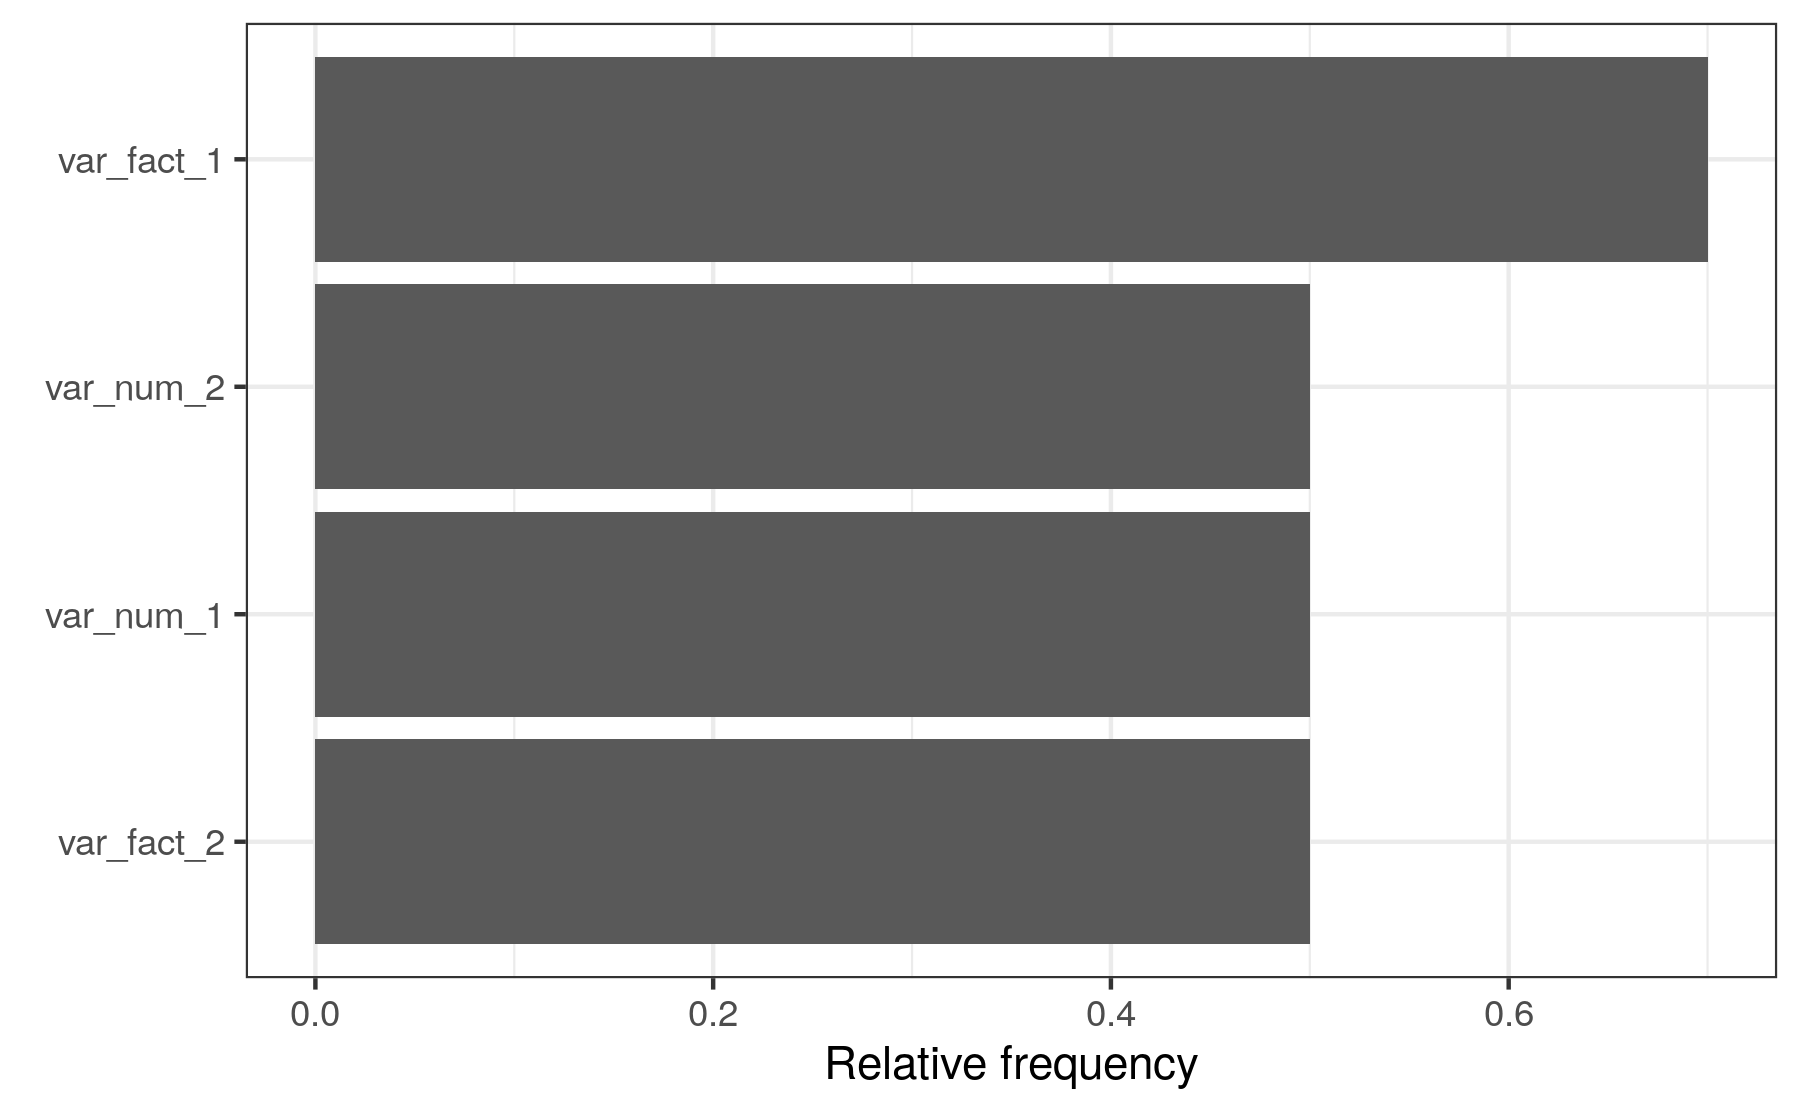 var_fact_1
var_num_2
var_num_1
var_fact_2
0.0 0.2 0.4 0.6
Relative frequency